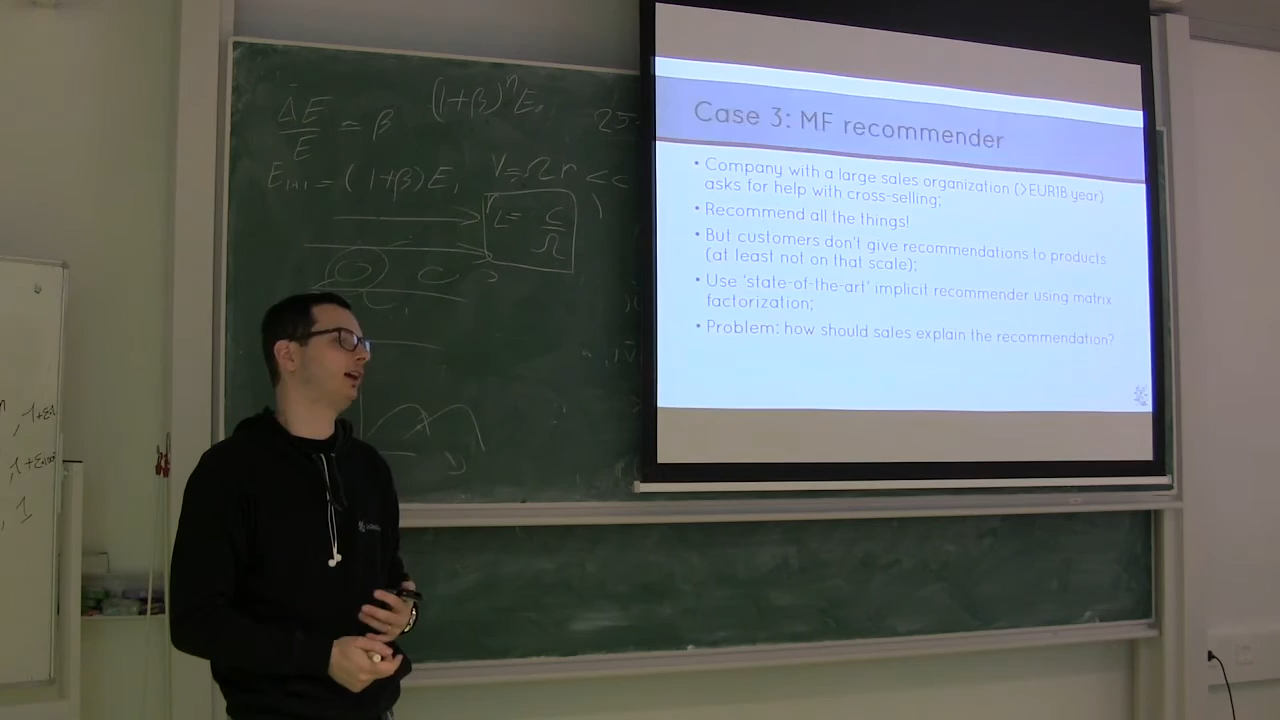 ΔE/E = β
(1+β)ⁿ E,
25
Eᵢ₊₁ = (1+β)E,
V = Ω r << c
L = C/Ω
Case 3: MF recommender
• Company with a large sales organization (>EUR1B year)
asks for help with cross-selling;
• Recommend all the things!
• But customers don't give recommendations to products
(at least not on that scale);
• Use 'state-of-the-art' implicit recommender using matrix
factorization;
• Problem: how should sales explain the recommendation?